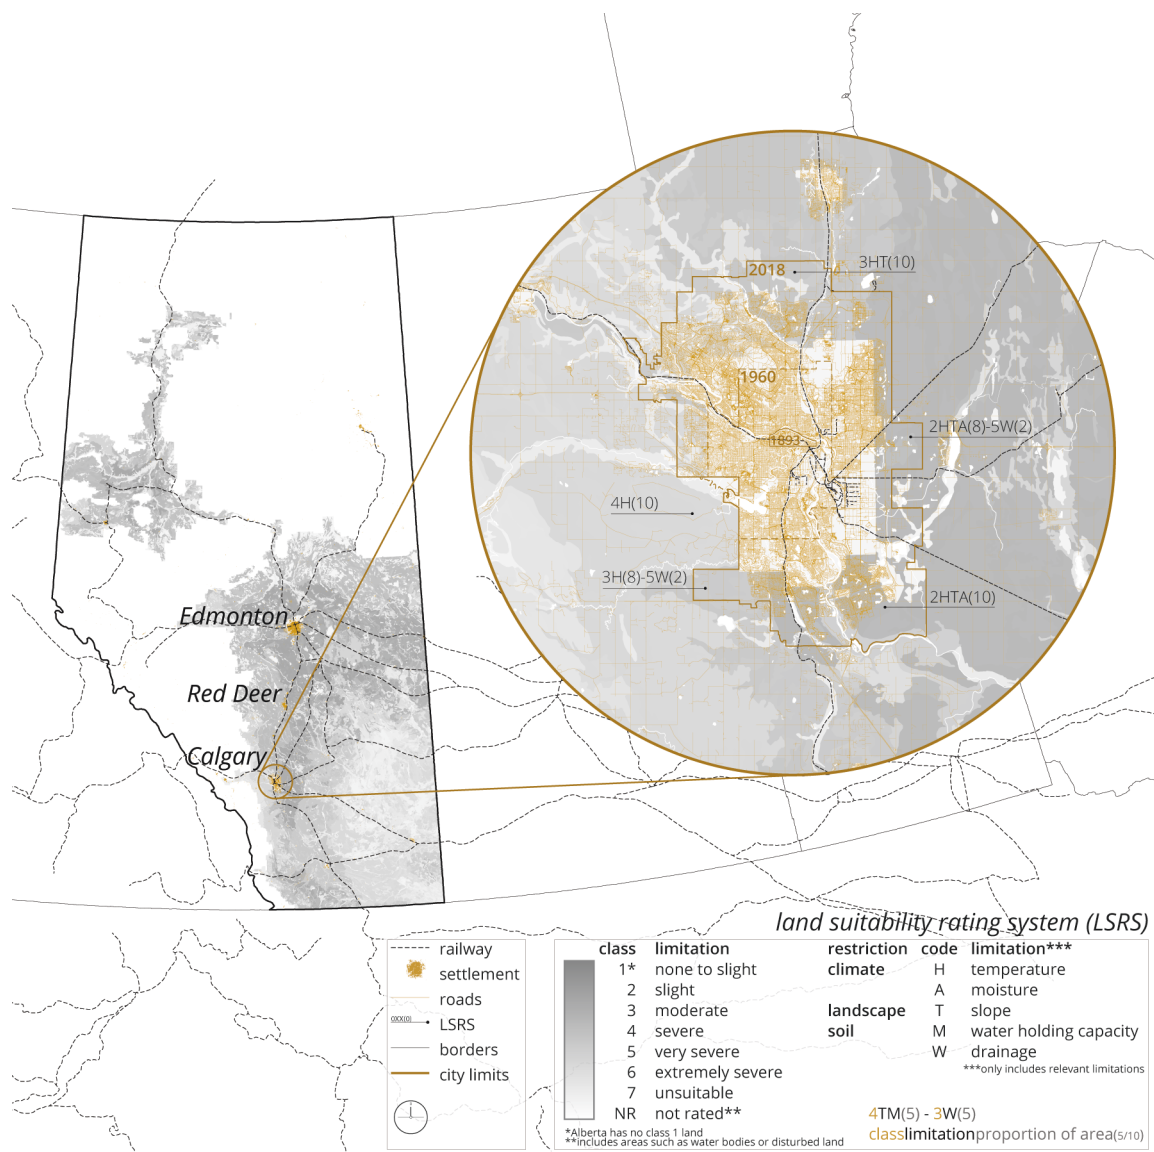 2018
3HT(10)
1960
1893
2HTA(8)-5W(2)
4H(10)
3H(8)-5W(2)
2HTA(10)
Edmonton
Red Deer
Calgary
land suitability rating system (LSRS)
railway
settlement
roads
0XX(0) LSRS
borders
city limits
class limitation
1* none to slight
2 slight
3 moderate
4 severe
5 very severe
6 extremely severe
7 unsuitable
NR not rated**
*Alberta has no class 1 land
**includes areas such as water bodies or disturbed land
restriction code limitation***
climate H temperature
A moisture
landscape T slope
soil M water holding capacity
W drainage
***only includes relevant limitations
4TM(5) - 3W(5)
classlimitationproportion of area(5/10)